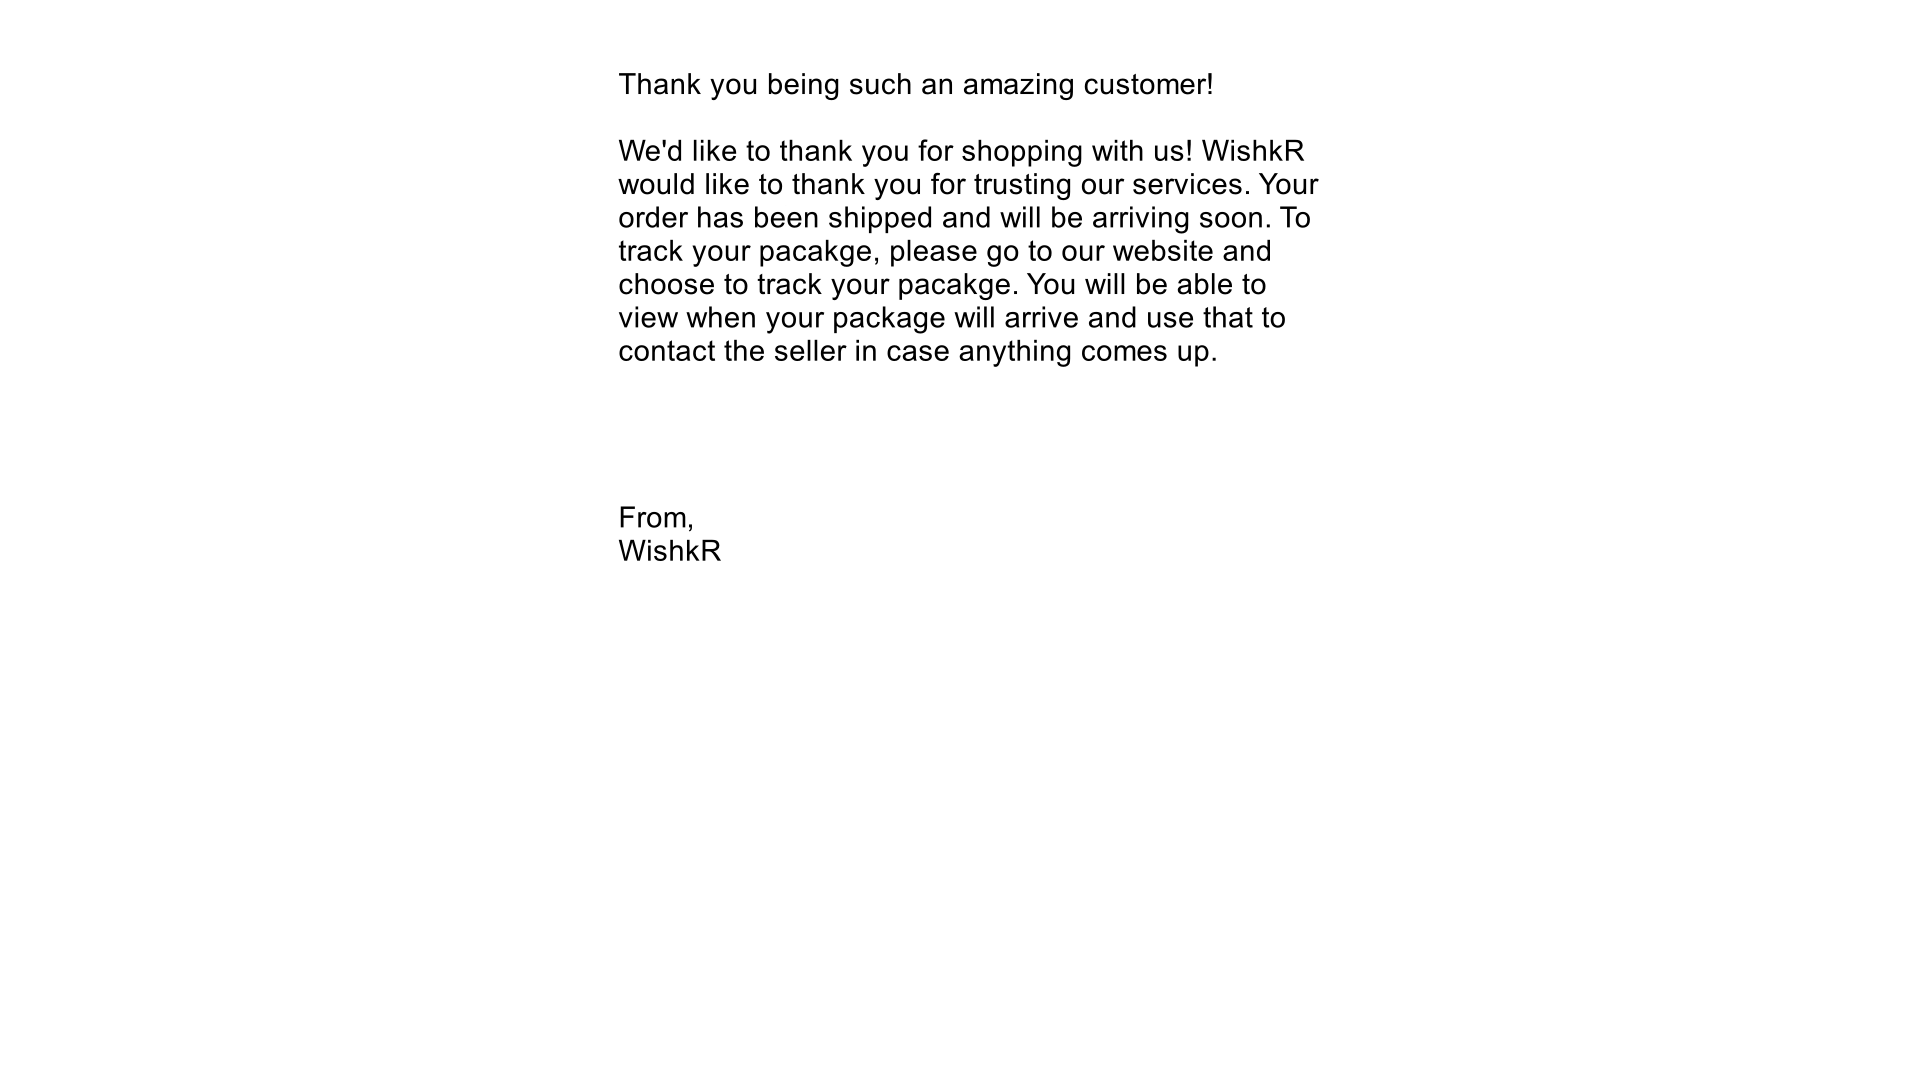 Thank you being such an amazing customer!
We'd like to thank you for shopping with us! WishkR
would like to thank you for trusting our services. Your
order has been shipped and will be arriving soon. To
track your pacakge, please go to our website and
choose to track your pacakge. You will be able to
view when your package will arrive and use that to
contact the seller in case anything comes up.
From,
WishkR